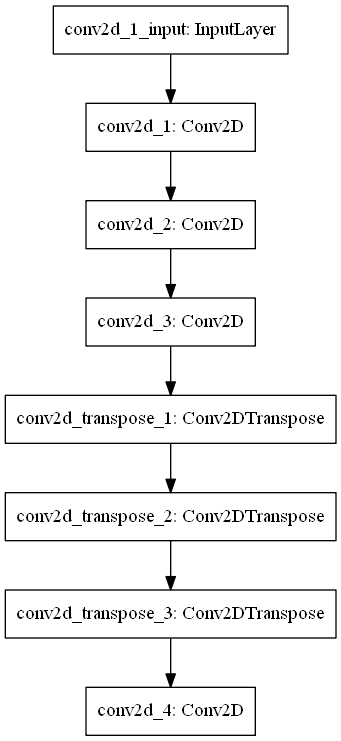 conv2d_1_input: InputLayer
conv2d_1: Conv2D
conv2d_2: Conv2D
conv2d_3: Conv2D
conv2d_transpose_1: Conv2DTranspose
conv2d_transpose_2: Conv2DTranspose
conv2d_transpose_3: Conv2DTranspose
conv2d_4: Conv2D